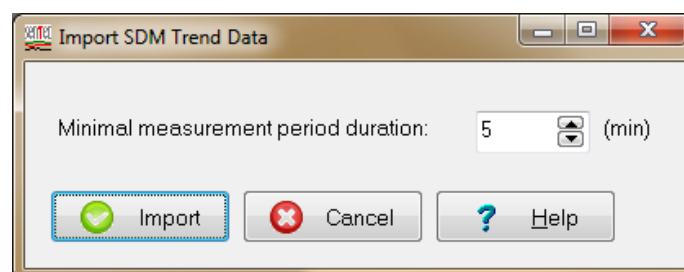 Import SDM Trend Data
Minimal measurement period duration: 5 (min)
Import Cancel ? Help